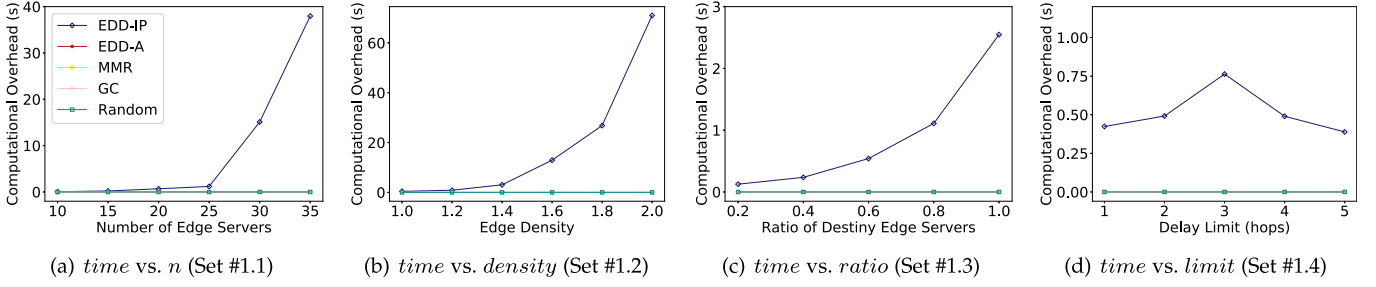 Computational Overhead (s)
40
30
20
10
0
EDD-IP
EDD-A
MMR
GC
Random
10 15 20 25 30 35
Number of Edge Servers
(a) time vs. n (Set #1.1)
Computational Overhead (s)
60
40
20
0
1.0 1.2 1.4 1.6 1.8 2.0
Edge Density
(b) time vs. density (Set #1.2)
Computational Overhead (s)
3
2
1
0
0.2 0.4 0.6 0.8 1.0
Ratio of Destiny Edge Servers
(c) time vs. ratio (Set #1.3)
Computational Overhead (s)
1.00
0.75
0.50
0.25
0.00
1 2 3 4 5
Delay Limit (hops)
(d) time vs. limit (Set #1.4)